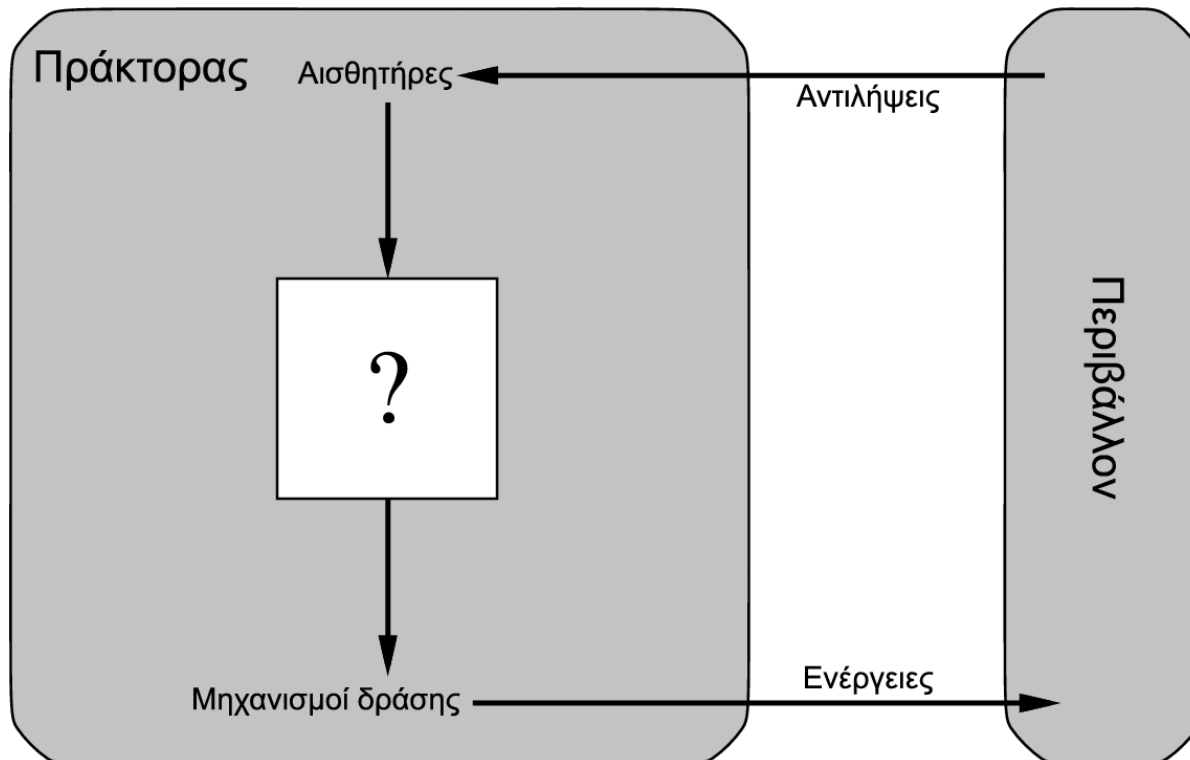 Πράκτορας
Αισθητήρες
Αντιλήψεις
?
Περιβάλλον
Μηχανισμοί δράσης
Ενέργειες